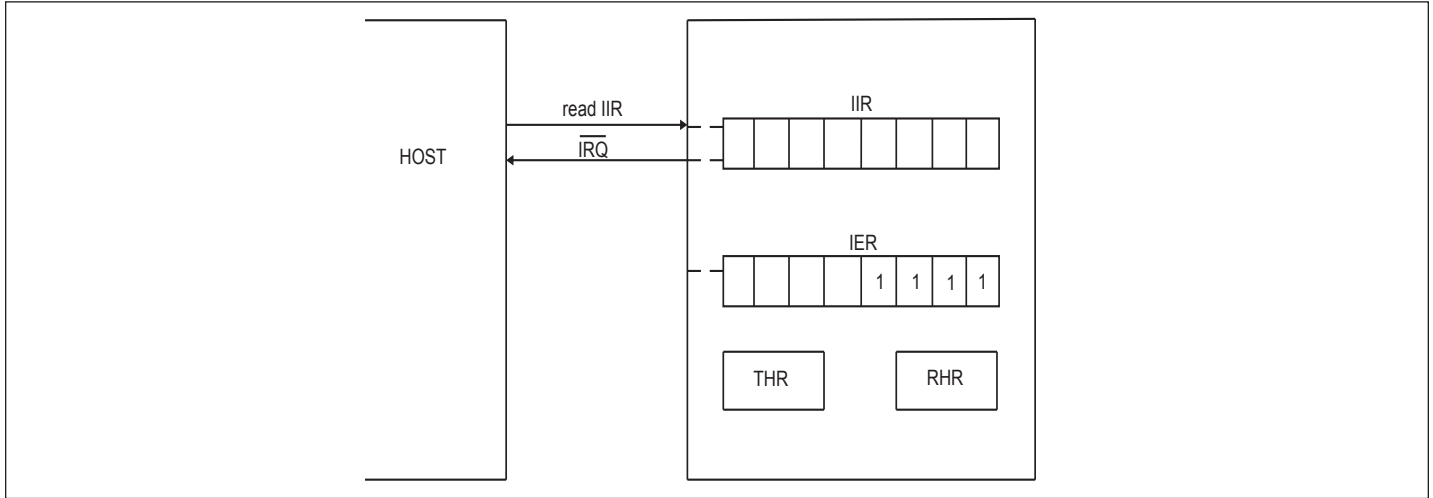 IIR
read IIR
HOST
IRQ
IER
1 1 1 1
THR RHR